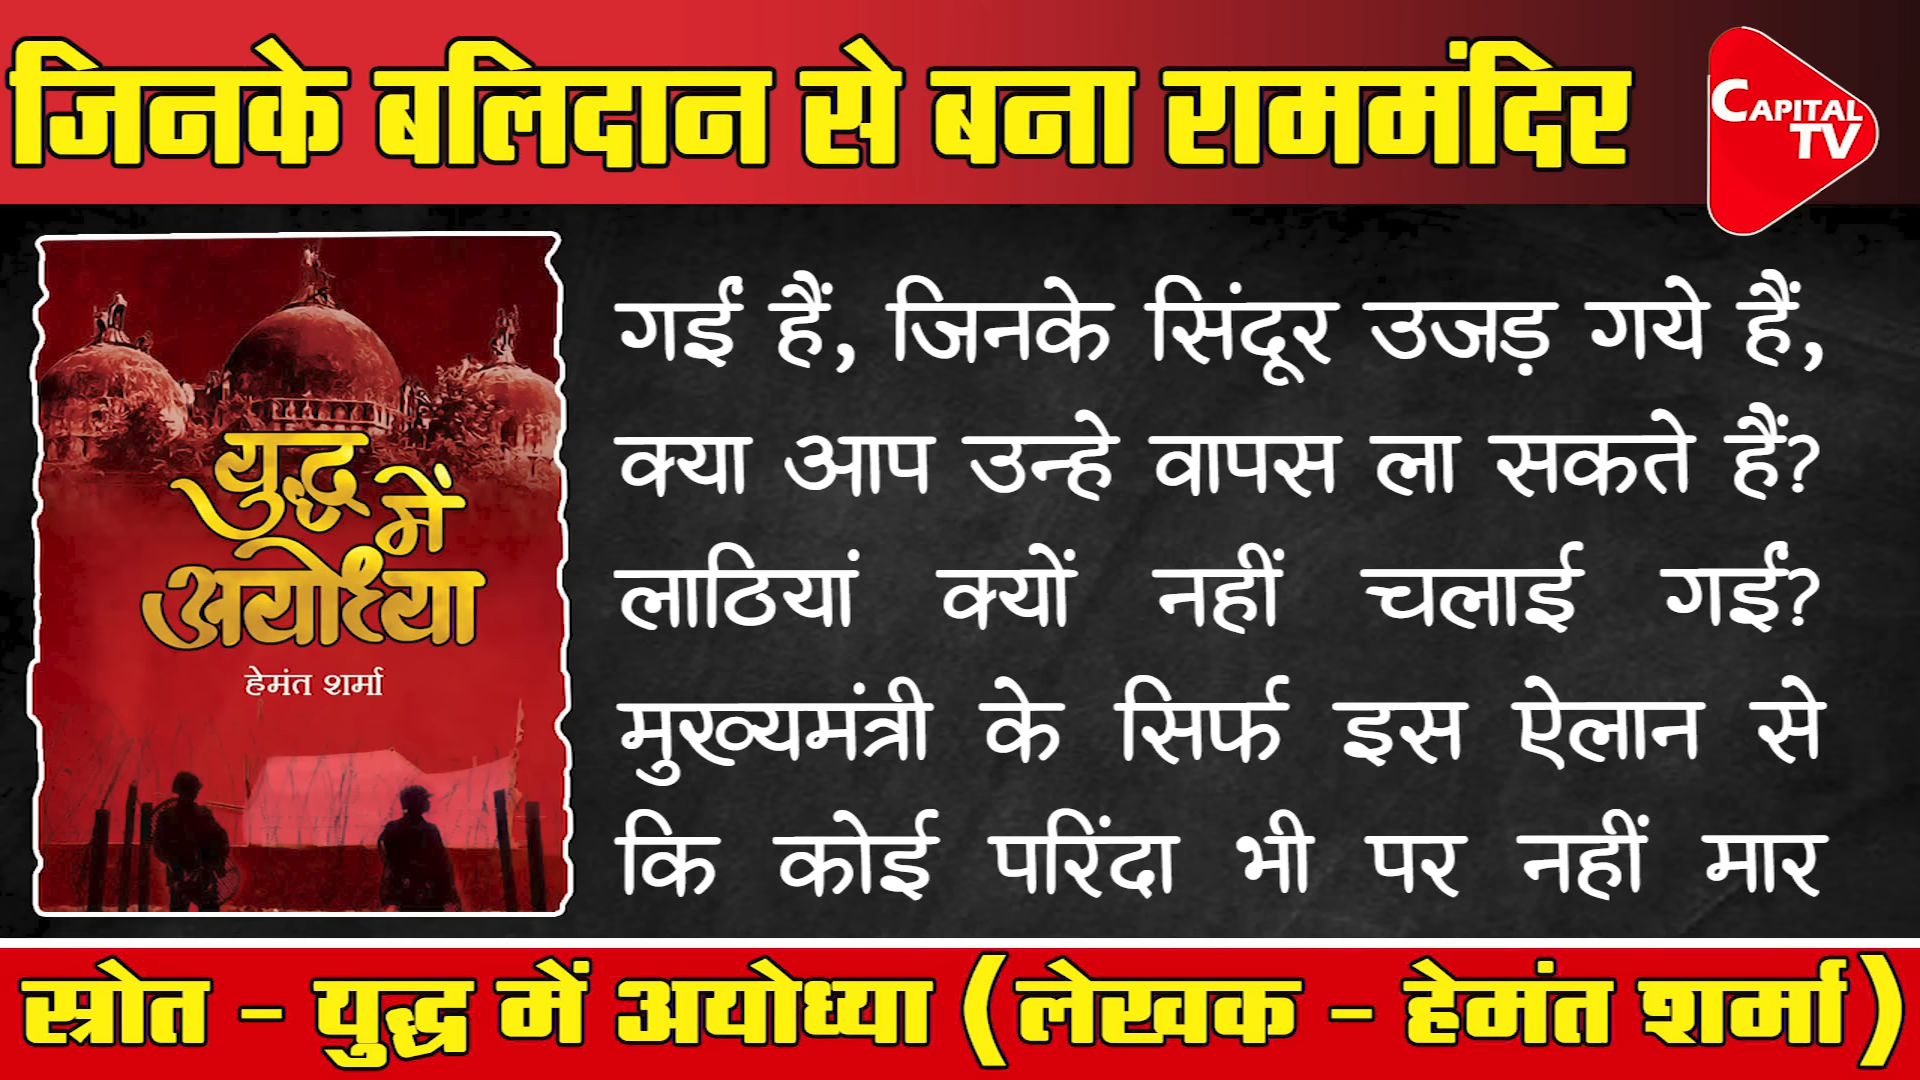 जिनके बलिदान से बना राममंदिर
CAPITAL
TV
युद्ध
में
अयोध्या
हेमंत शर्मा
गई हैं, जिनके सिंदूर उजड़ गये हैं,
क्या आप उन्हे वापस ला सकते हैं?
लाठियां क्यों नहीं चलाई गई?
मुख्यमंत्री के सिर्फ इस ऐलान से
कि कोई परिंदा भी पर नहीं मार
स्रोत - युद्ध में अयोध्या (लेखक - हेमंत शर्मा)